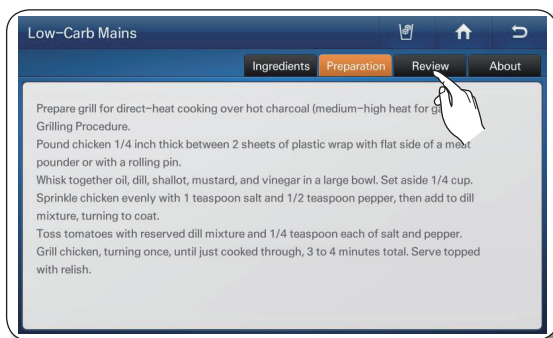 Low-Carb Mains
Ingredients Preparation Review About
Prepare grill for direct-heat cooking over hot charcoal (medium-high heat for
Grilling Procedure.
Pound chicken 1/4 inch thick between 2 sheets of plastic wrap with flat side of a meat
pounder or with a rolling pin.
Whisk together oil, dill, shallot, mustard, and vinegar in a large bowl. Set aside 1/4 cup.
Sprinkle chicken evenly with 1 teaspoon salt and 1/2 teaspoon pepper, then add to dill
mixture, turning to coat.
Toss tomatoes with reserved dill mixture and 1/4 teaspoon each of salt and pepper.
Grill chicken, turning once, until just cooked through, 3 to 4 minutes total. Serve topped
with relish.